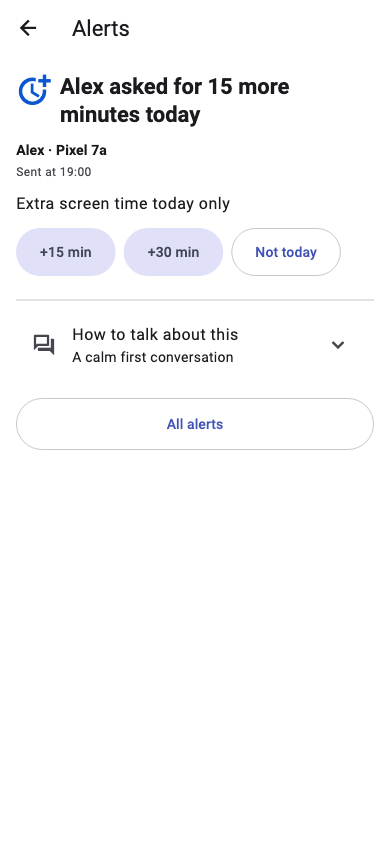 Alerts
Alex asked for 15 more
minutes today
Alex · Pixel 7a
Sent at 19:00
Extra screen time today only
+15 min
+30 min
Not today
How to talk about this
A calm first conversation
All alerts